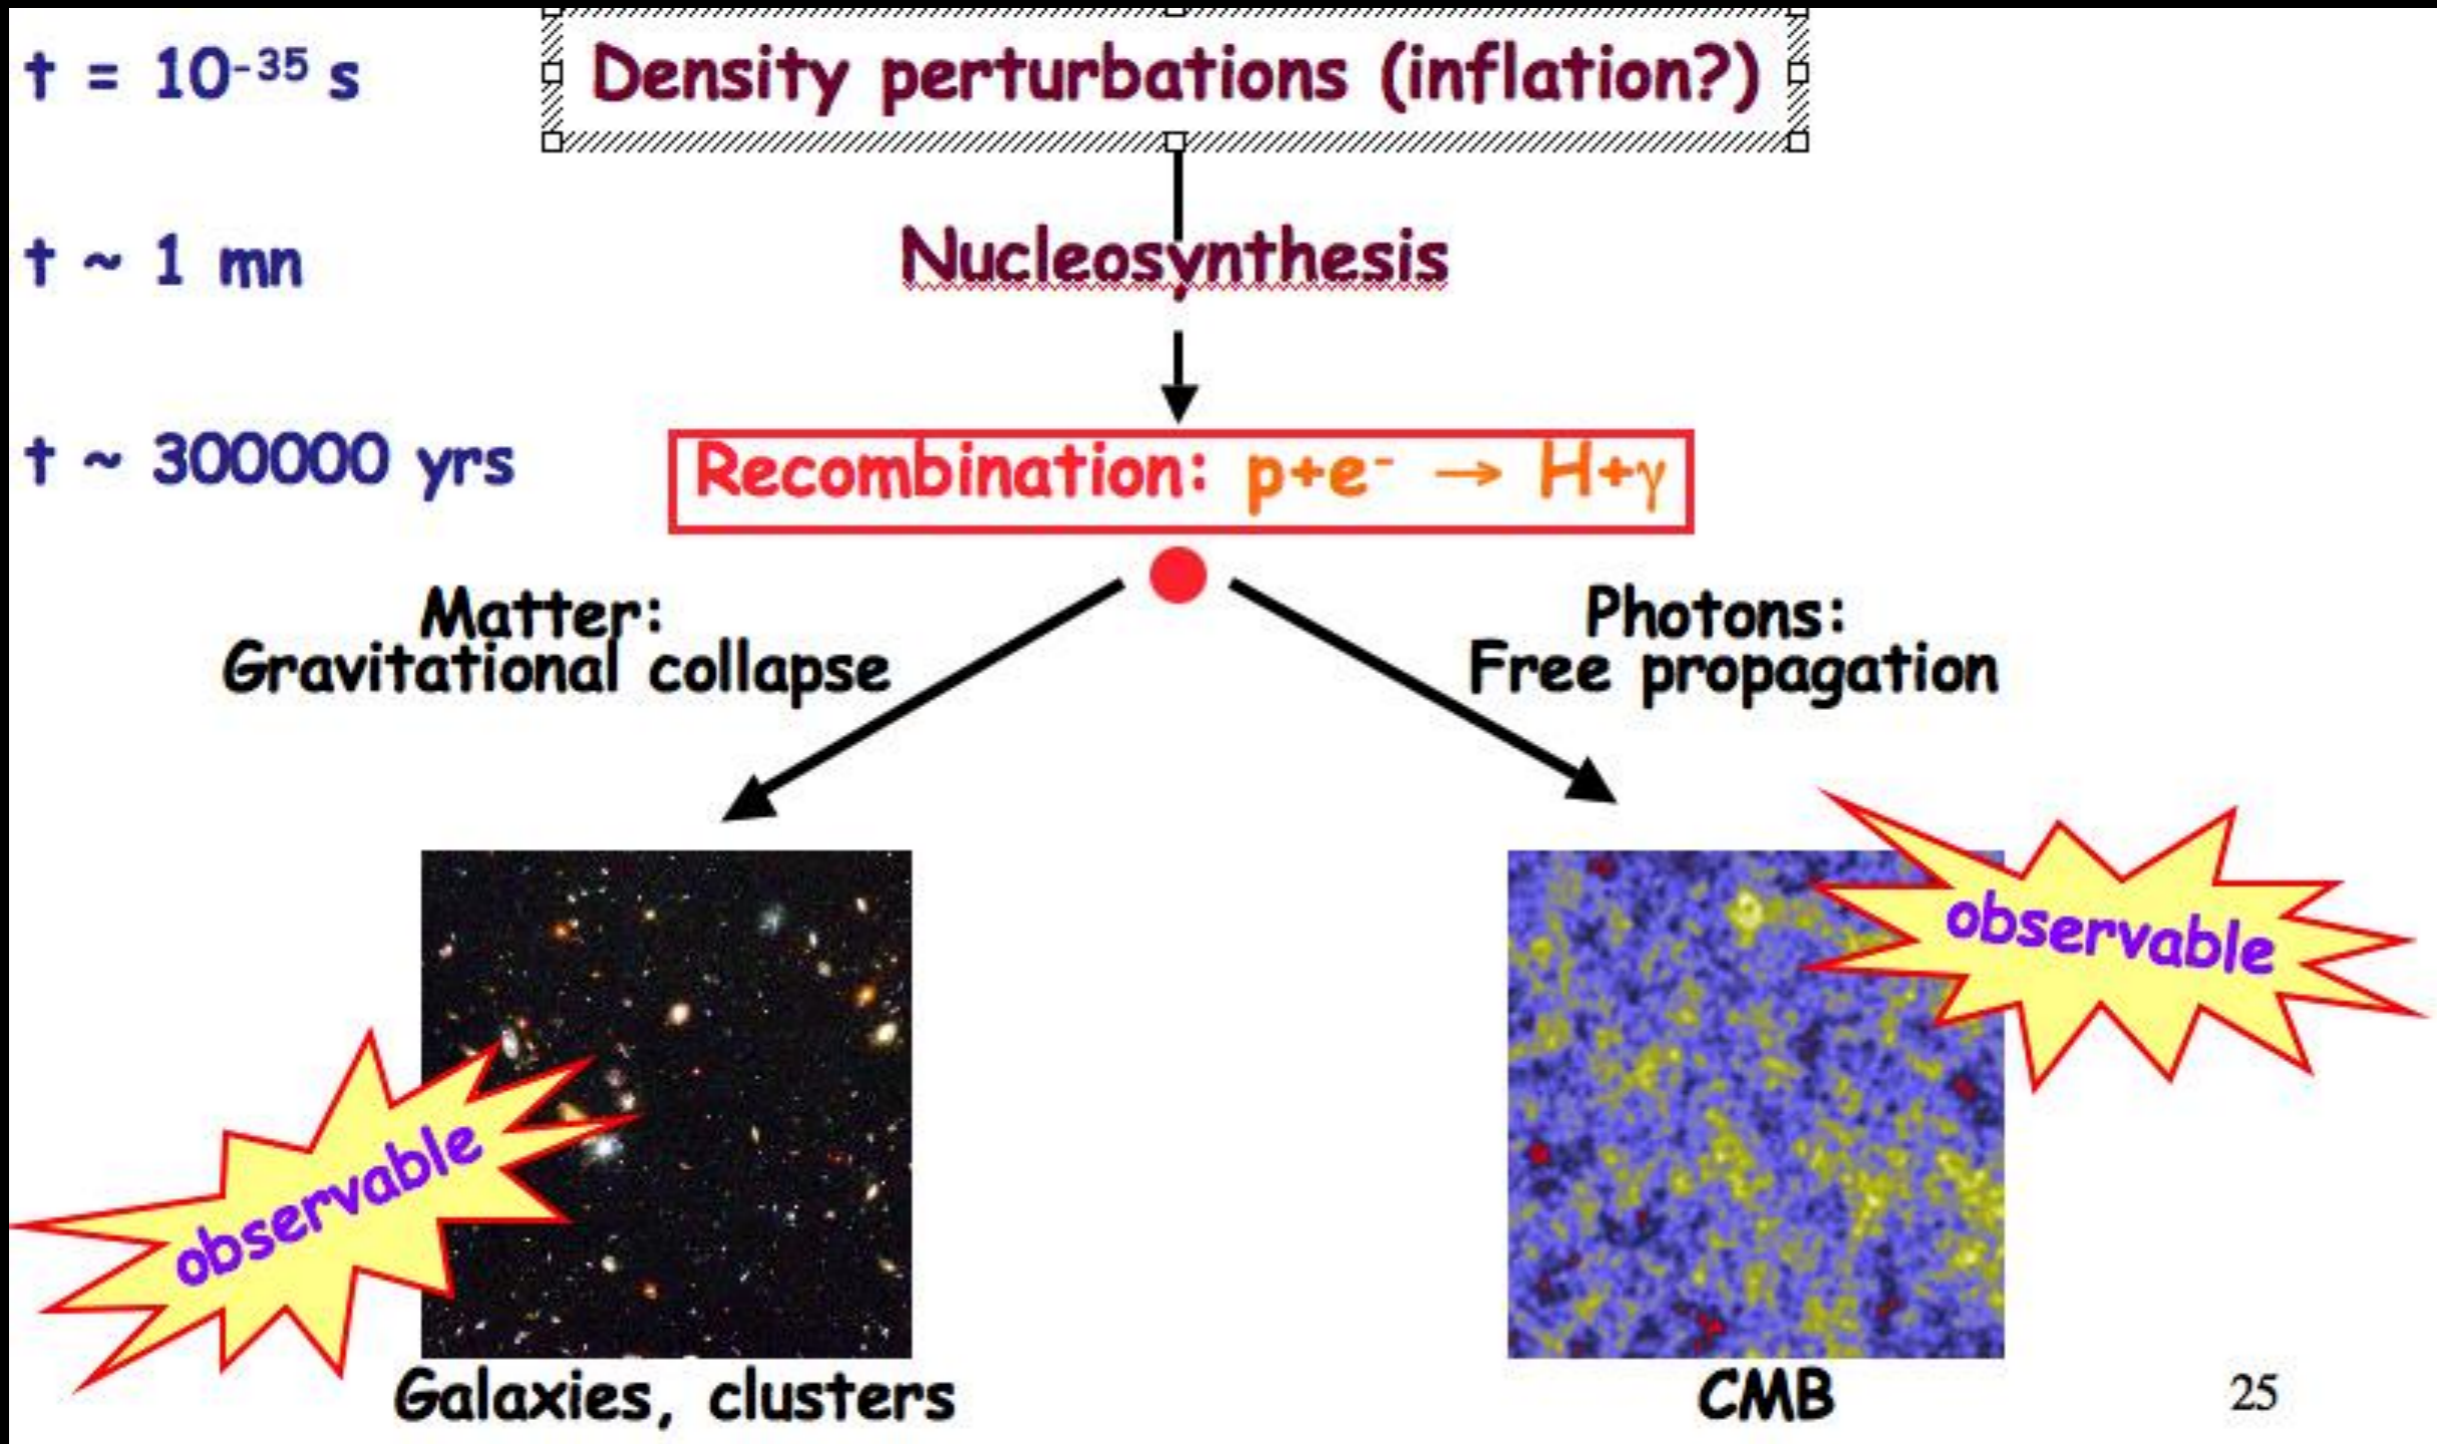 t = 10⁻³⁵ s
Density perturbations (inflation?)
t ~ 1 mn
Nucleosynthesis
t ~ 300000 yrs
Recombination: p+e⁻ → H+γ
Matter:
Gravitational collapse
Photons:
Free propagation
observable
observable
Galaxies, clusters
CMB
25